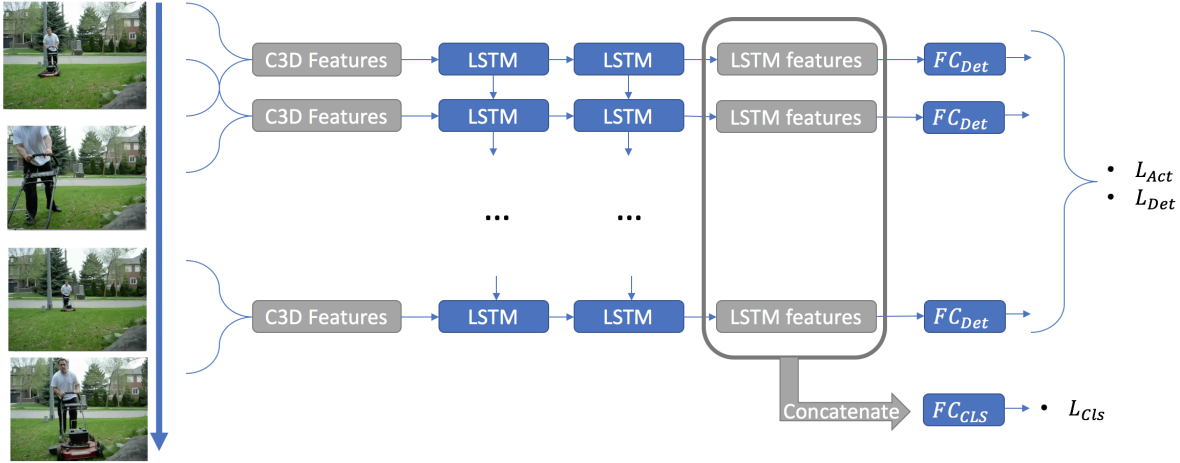 C3D Features LSTM LSTM LSTM features FC_Det
C3D Features LSTM LSTM LSTM features FC_Det
• L_Act
• L_Det
... ...
C3D Features LSTM LSTM LSTM features FC_Det
Concatenate FC_CLS • L_Cls